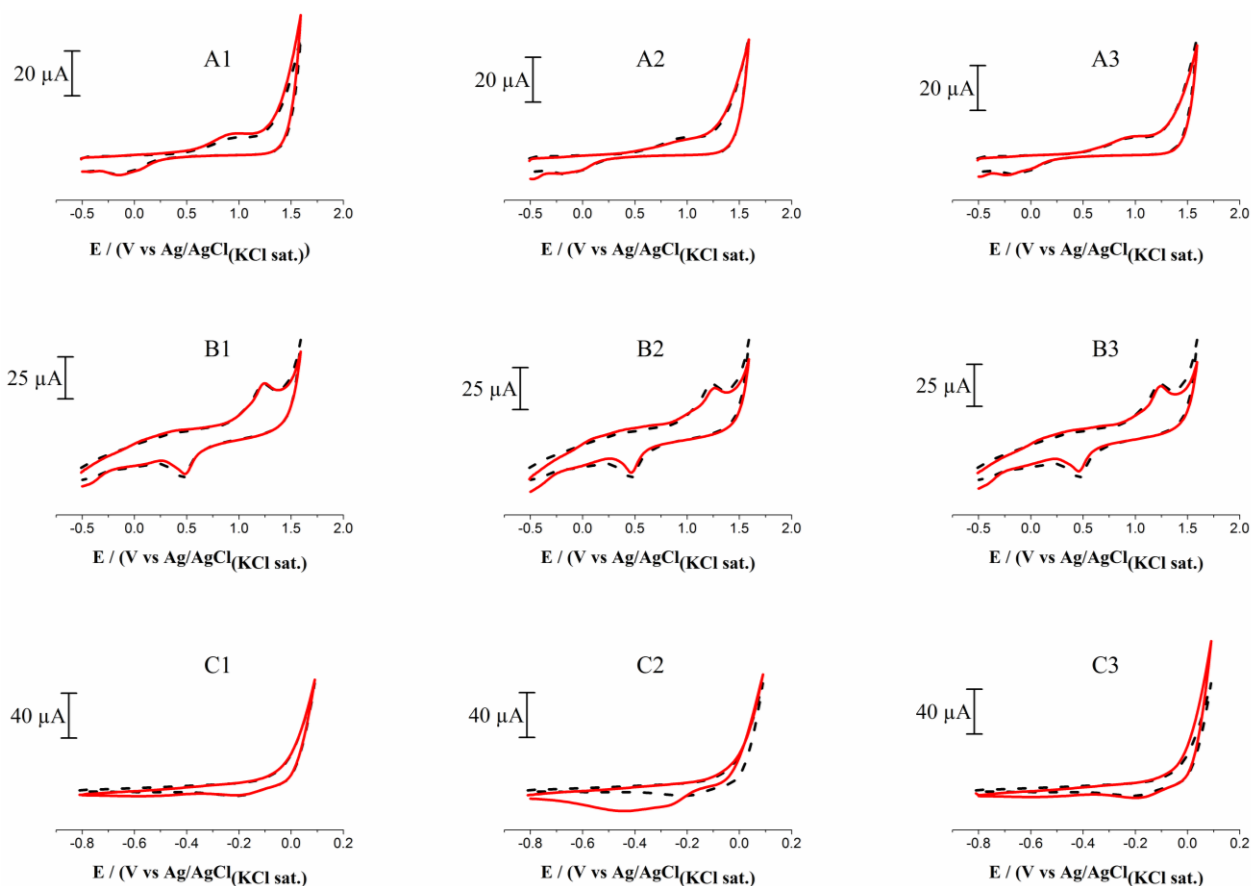 A1
20 µA
-0.5 0.0 0.5 1.0 1.5 2.0
E / (V vs Ag/AgCl(KCl sat.))
A2
20 µA
-0.5 0.0 0.5 1.0 1.5 2.0
E / (V vs Ag/AgCl(KCl sat.)
A3
20 µA
-0.5 0.0 0.5 1.0 1.5 2.0
E / (V vs Ag/AgCl(KCl sat.)
B1
25 µA
-0.5 0.0 0.5 1.0 1.5 2.0
E / (V vs Ag/AgCl(KCl sat.)
B2
25 µA
-0.5 0.0 0.5 1.0 1.5 2.0
E / (V vs Ag/AgCl(KCl sat.)
B3
25 µA
-0.5 0.0 0.5 1.0 1.5 2.0
E / (V vs Ag/AgCl(KCl sat.)
C1
40 µA
-0.8 -0.6 -0.4 -0.2 0.0 0.2
E / (V vs Ag/AgCl(KCl sat.)
C2
40 µA
-0.8 -0.6 -0.4 -0.2 0.0 0.2
E / (V vs Ag/AgCl(KCl sat.)
C3
40 µA
-0.8 -0.6 -0.4 -0.2 0.0 0.2
E / (V vs Ag/AgCl(KCl sat.)